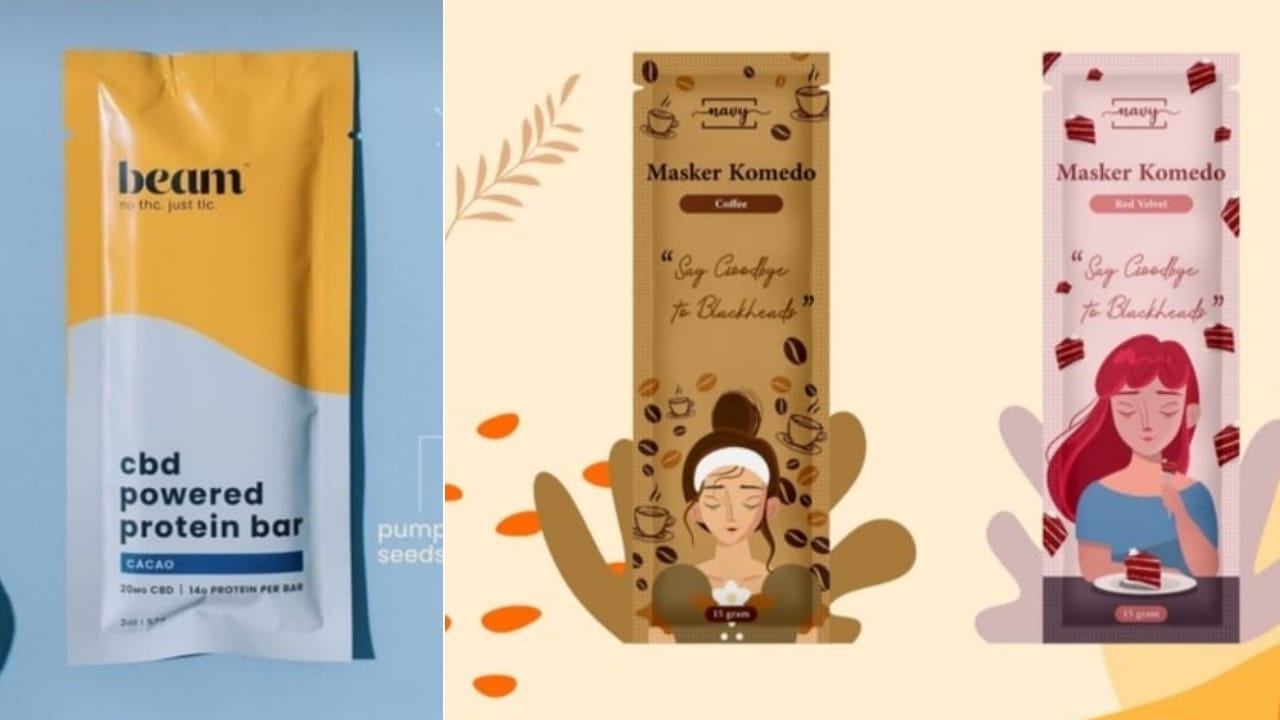 beam
no thc. just tlc.
cbd
powered
protein bar
CACAO
20MG CBD | 14G PROTEIN PER BAR
2oz |
seeds
navy
Masker Komedo
Coffee
“Say Goodbye
to Blackheads”
15 gram
navy
Masker Komedo
Red Velvet
“Say Goodbye
to Blackheads”
15 gram